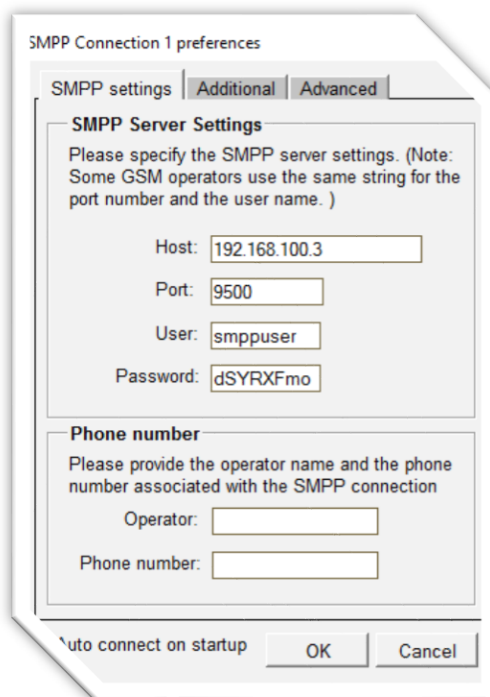 SMPP Connection 1 preferences
SMPP settings Additional Advanced
SMPP Server Settings
Please specify the SMPP server settings. (Note:
Some GSM operators use the same string for the
port number and the user name. )
Host: 192.168.100.3
Port: 9500
User: smppuser
Password: dSYRXFmo
Phone number
Please provide the operator name and the phone
number associated with the SMPP connection
Operator:
Phone number:
Auto connect on startup OK Cancel